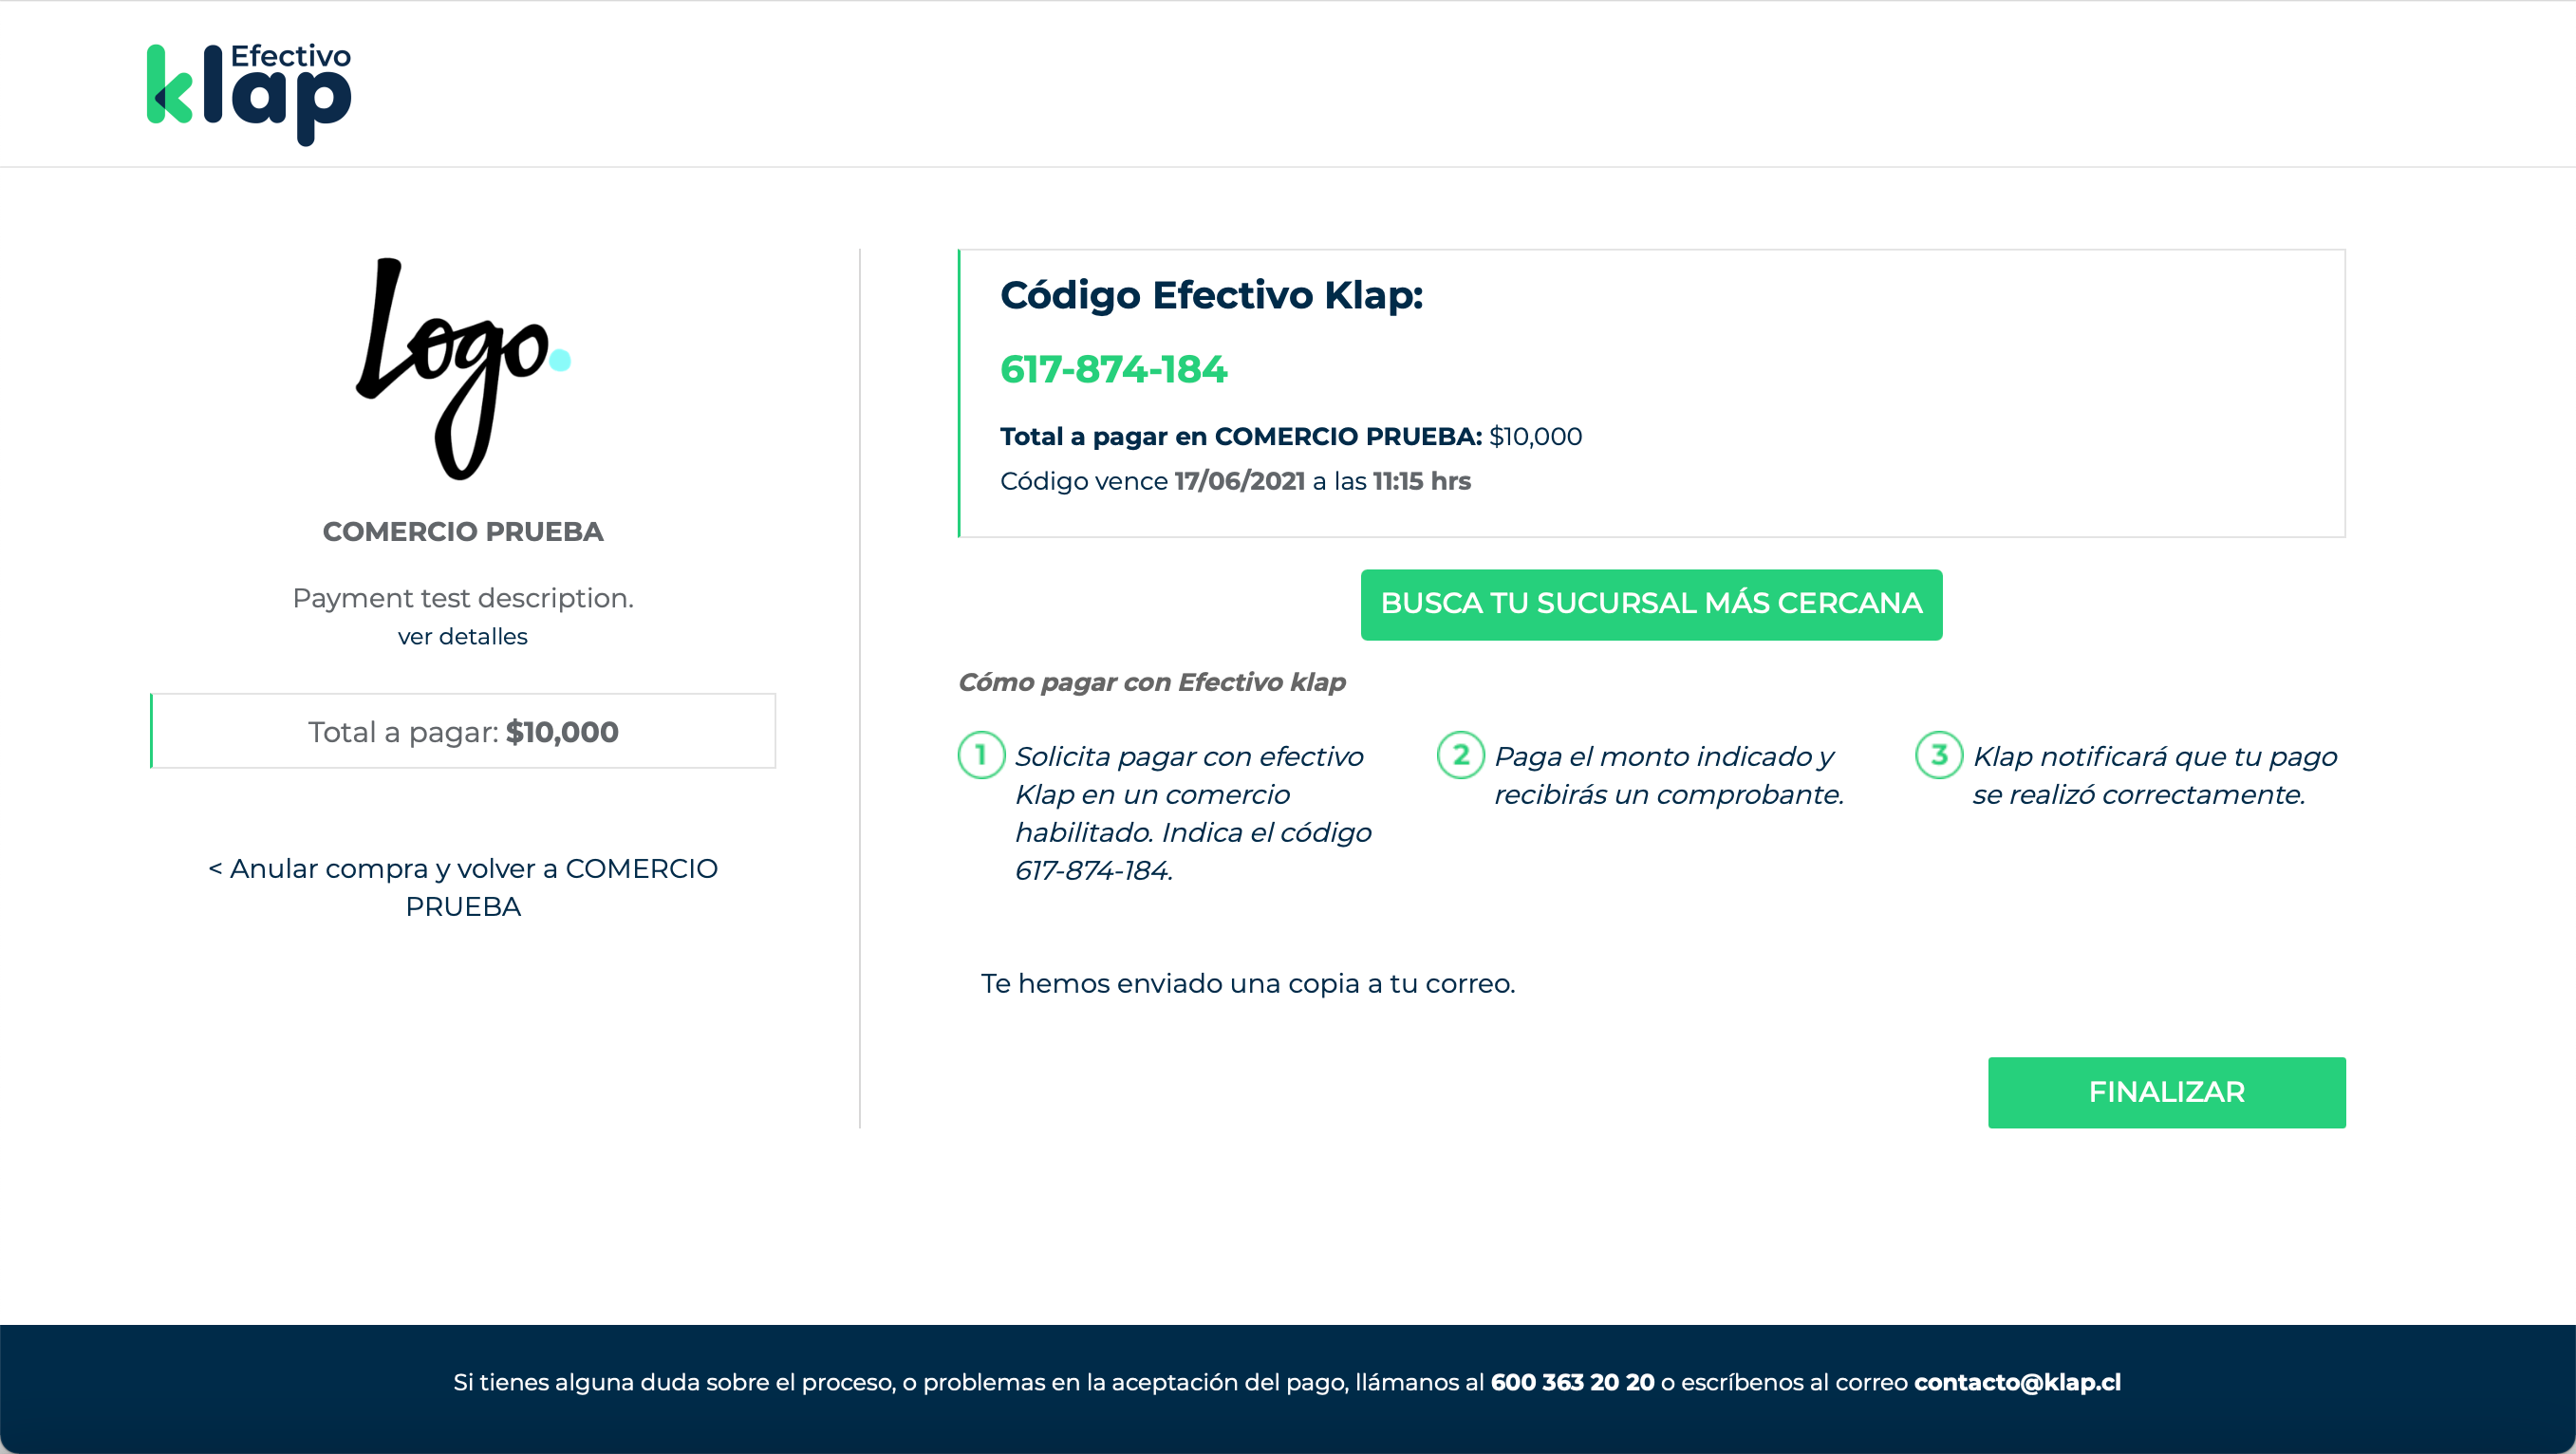 Efectivo
klap
Logo.
COMERCIO PRUEBA
Payment test description.
ver detalles
Total a pagar: $10,000
< Anular compra y volver a COMERCIO
PRUEBA
Código Efectivo Klap:
617-874-184
Total a pagar en COMERCIO PRUEBA: $10,000
Código vence 17/06/2021 a las 11:15 hrs
BUSCA TU SUCURSAL MÁS CERCANA
Cómo pagar con Efectivo klap
1 Solicita pagar con efectivo
Klap en un comercio
habilitado. Indica el código
617-874-184.
2 Paga el monto indicado y
recibirás un comprobante.
3 Klap notificará que tu pago
se realizó correctamente.
Te hemos enviado una copia a tu correo.
FINALIZAR
Si tienes alguna duda sobre el proceso, o problemas en la aceptación del pago, llámanos al 600 363 20 20 o escríbenos al correo contacto@klap.cl